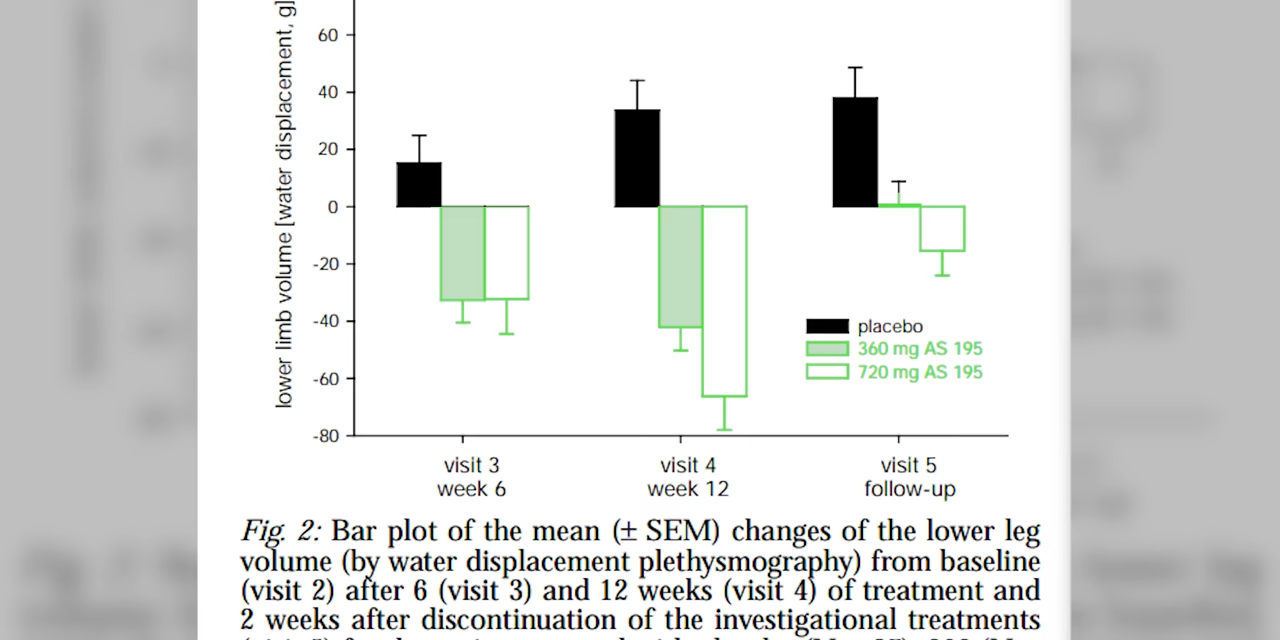 lower limb volume [water displacement, g]
60
40
20
0
-20
-40
-60
-80
placebo
360 mg AS 195
720 mg AS 195
visit 3
week 6
visit 4
week 12
visit 5
follow-up
Fig. 2: Bar plot of the mean (± SEM) changes of the lower leg
volume (by water displacement plethysmography) from baseline
(visit 2) after 6 (visit 3) and 12 weeks (visit 4) of treatment and
2 weeks after discontinuation of the investigational treatments